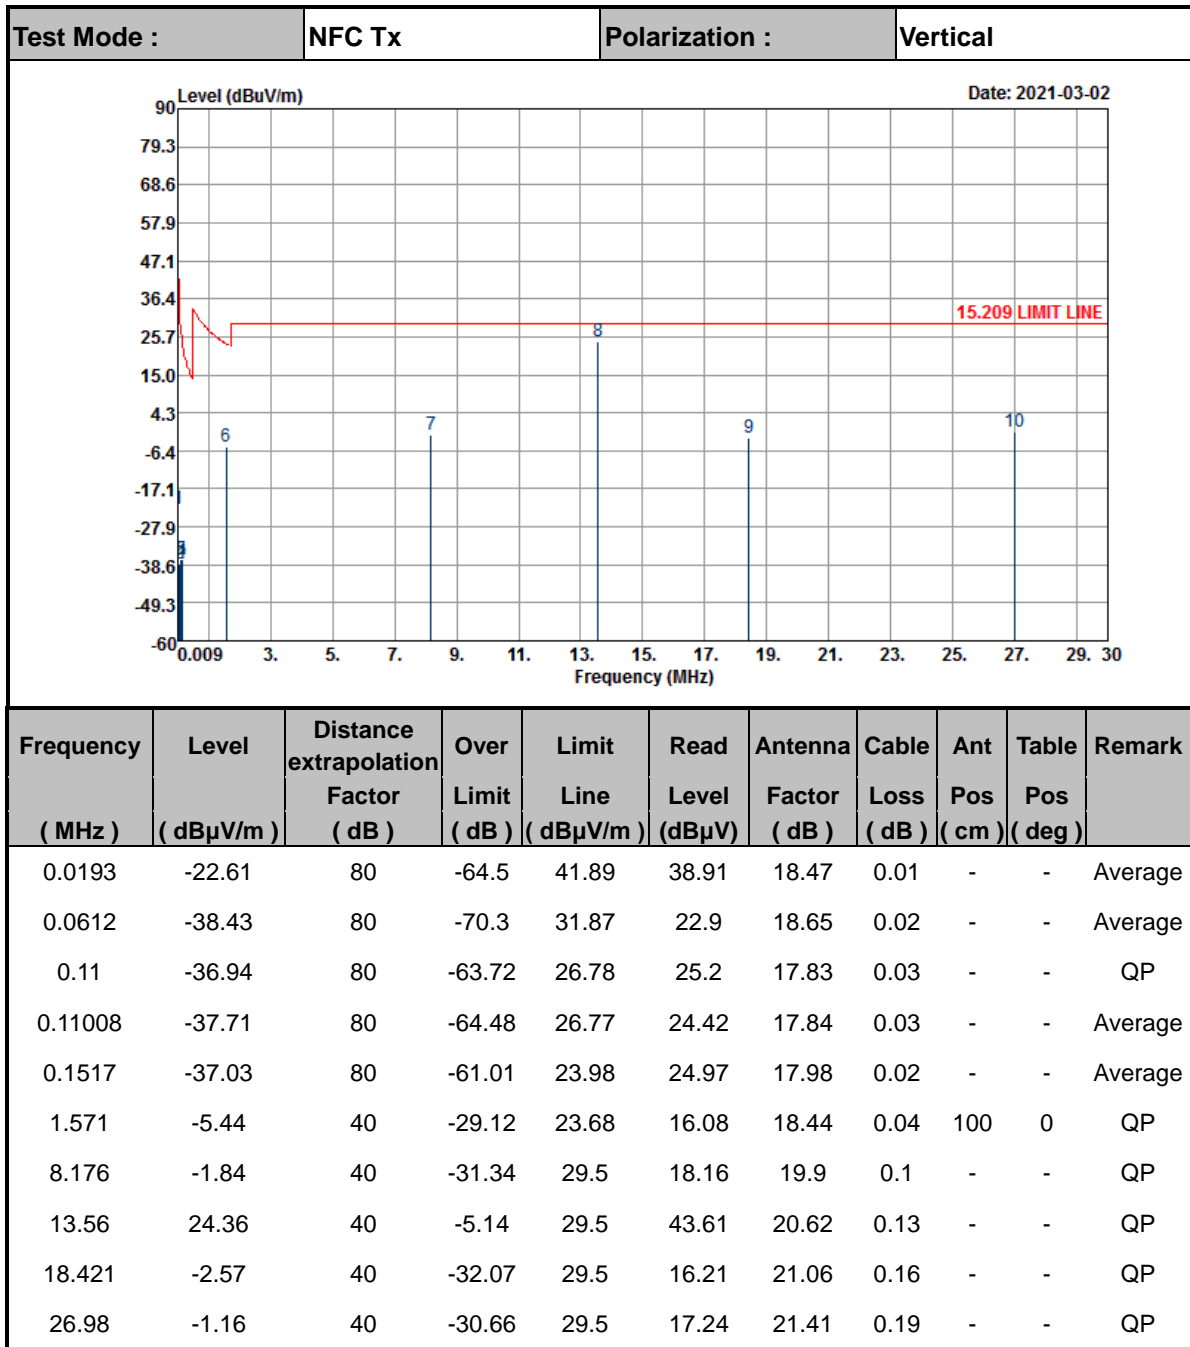 Test Mode : NFC Tx Polarization : Vertical
Level (dBuV/m) Date: 2021-03-02
90
79.3
68.6
57.9
47.1
36.4
15.209 LIMIT LINE
25.7
8
15.0
4.3
6 7 9 10
-6.4
-17.1
-27.9
-38.6
-49.3
-60
0.009 3. 5. 7. 9. 11. 13. 15. 17. 19. 21. 23. 25. 27. 29. 30
Frequency (MHz)
Frequency Level Distance extrapolation Over Limit Read Antenna Cable Ant Table Remark
Factor Limit Line Level Factor Loss Pos Pos
( MHz ) ( dBµV/m ) ( dB ) ( dB ) ( dBµV/m ) (dBµV) ( dB ) ( dB ) ( cm ) ( deg )
0.0193 -22.61 80 -64.5 41.89 38.91 18.47 0.01 - - Average
0.0612 -38.43 80 -70.3 31.87 22.9 18.65 0.02 - - Average
0.11 -36.94 80 -63.72 26.78 25.2 17.83 0.03 - - QP
0.11008 -37.71 80 -64.48 26.77 24.42 17.84 0.03 - - Average
0.1517 -37.03 80 -61.01 23.98 24.97 17.98 0.02 - - Average
1.571 -5.44 40 -29.12 23.68 16.08 18.44 0.04 100 0 QP
8.176 -1.84 40 -31.34 29.5 18.16 19.9 0.1 - - QP
13.56 24.36 40 -5.14 29.5 43.61 20.62 0.13 - - QP
18.421 -2.57 40 -32.07 29.5 16.21 21.06 0.16 - - QP
26.98 -1.16 40 -30.66 29.5 17.24 21.41 0.19 - - QP